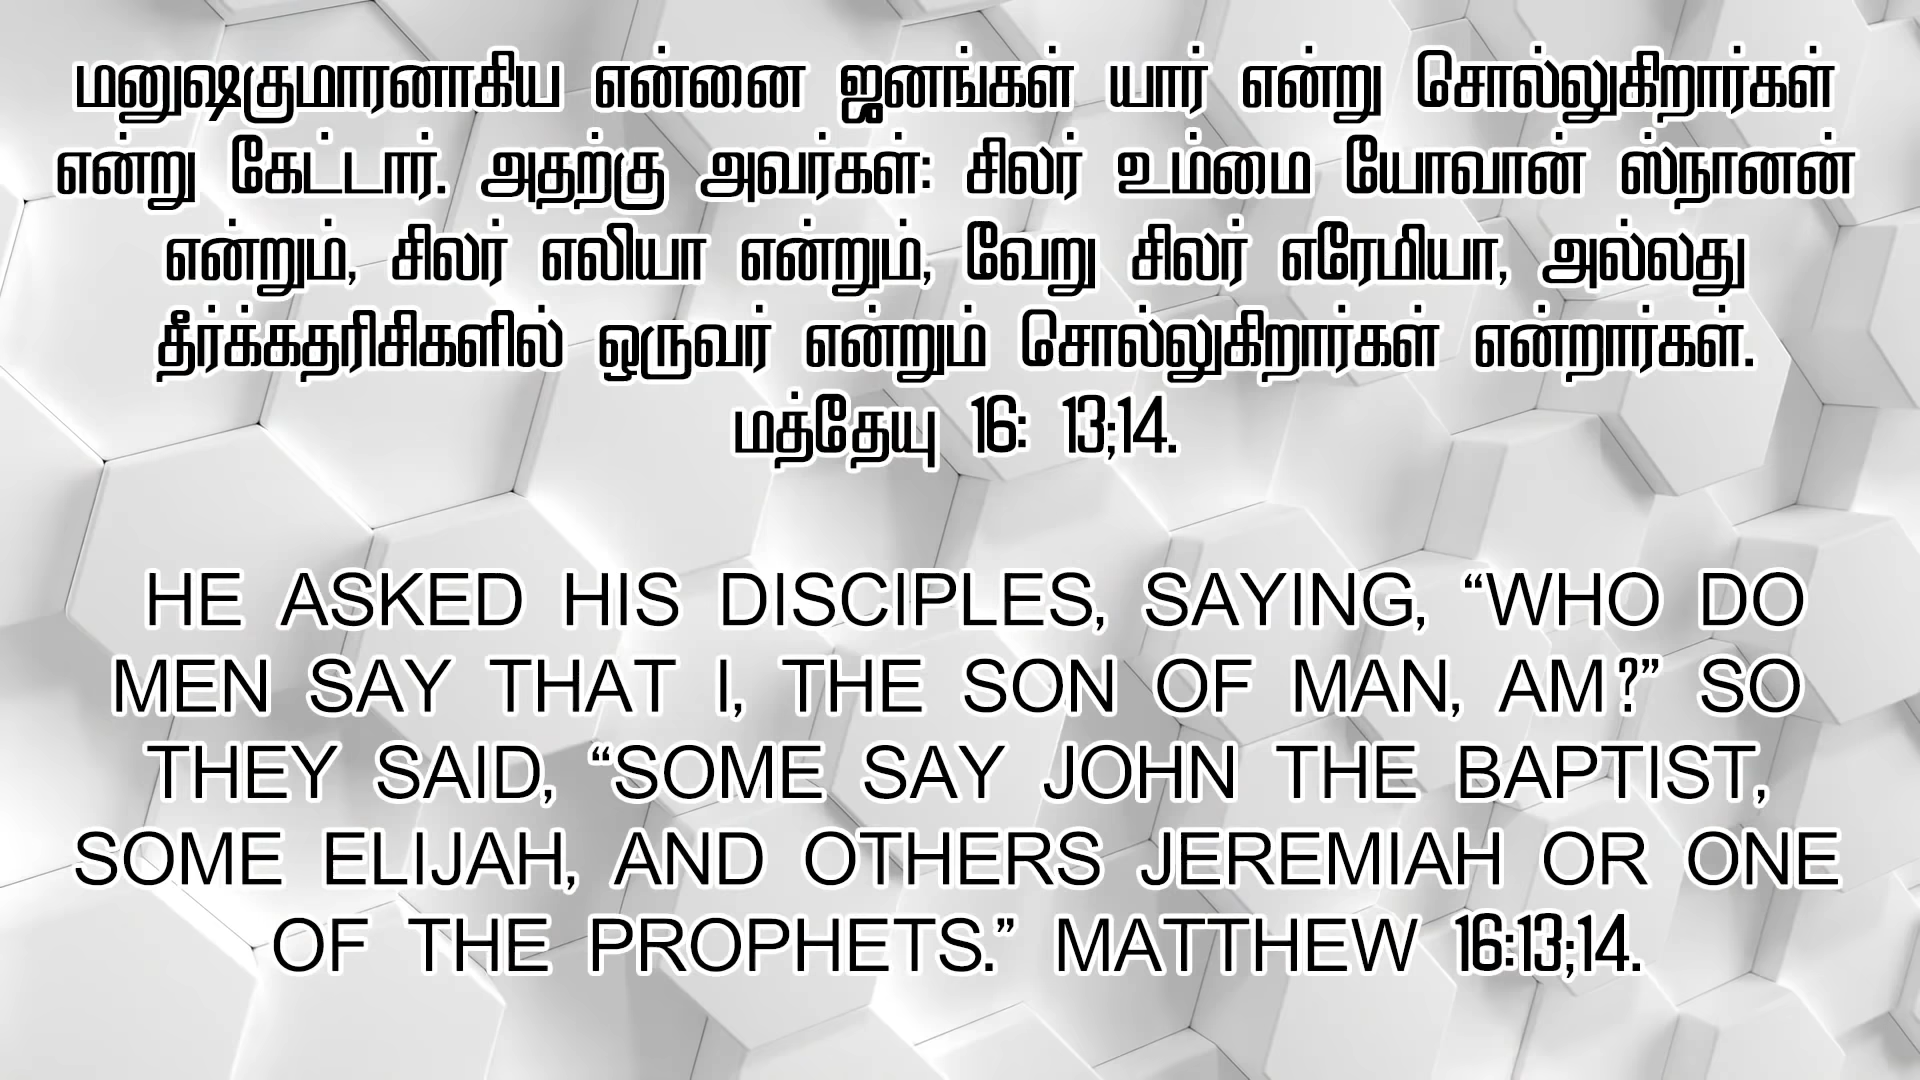 மனுஷகுமாரனாகிய என்னை ஜனங்கள் யார் என்று சொல்லுகிறார்கள்
என்று கேட்டார். அதற்கு அவர்கள்: சிலர் உம்மை யோவான் ஸ்நானன்
என்றும், சிலர் எலியா என்றும், வேறு சிலர் எரேமியா, அல்லது
தீர்க்கதரிசிகளில் ஒருவர் என்றும் சொல்லுகிறார்கள் என்றார்கள்.
மத்தேயு 16: 13;14.
HE ASKED HIS DISCIPLES, SAYING, “WHO DO
MEN SAY THAT I, THE SON OF MAN, AM?” SO
THEY SAID, “SOME SAY JOHN THE BAPTIST,
SOME ELIJAH, AND OTHERS JEREMIAH OR ONE
OF THE PROPHETS.” MATTHEW 16:13;14.